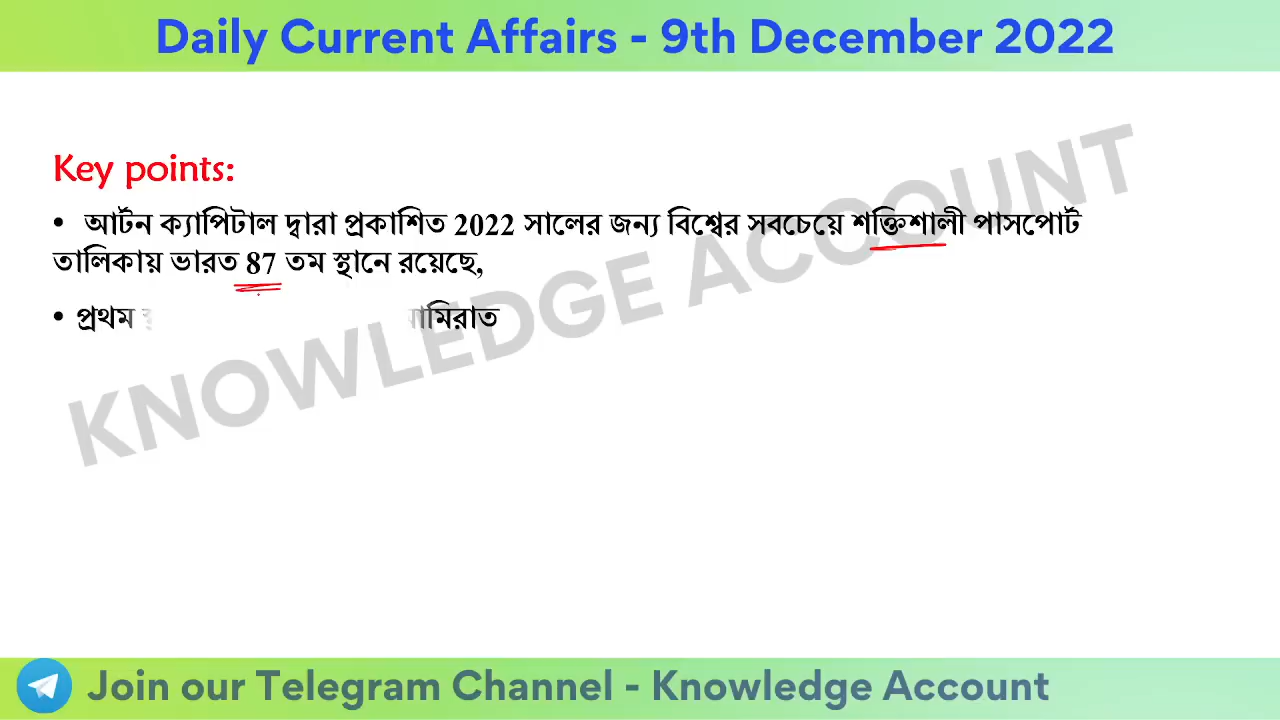 Daily Current Affairs - 9th December 2022
Key points:
• আর্টন ক্যাপিটাল দ্বারা প্রকাশিত 2022 সালের জন্য বিশ্বের সবচেয়ে শক্তিশালী পাসপোর্ট
তালিকায় ভারত 87 তম স্থানে রয়েছে,
• প্রথম
KNOWLEDGE ACCOUNT
Join our Telegram Channel - Knowledge Account